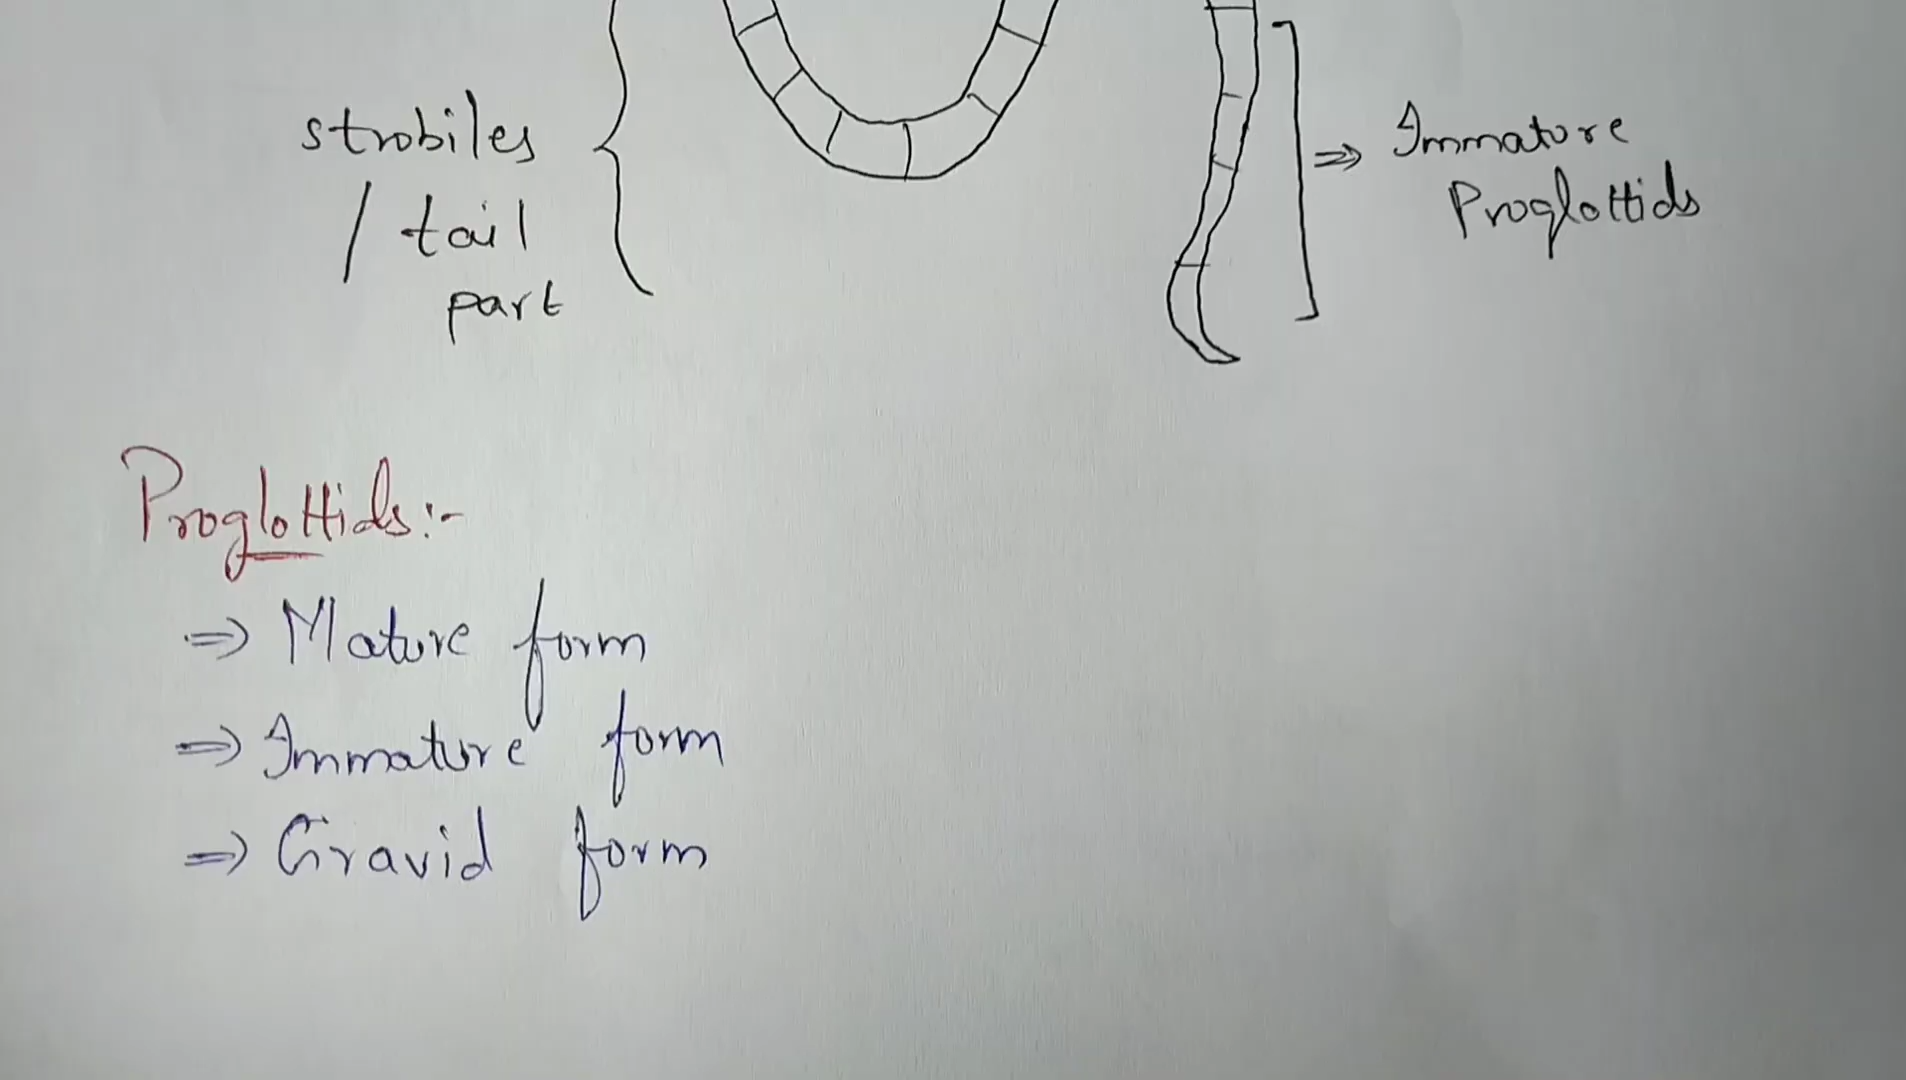 strobiles
/ tail
part
⇒ Immature
Proglottids
Proglottids:-
⇒ Mature form
⇒ Immature form
⇒ Gravid form